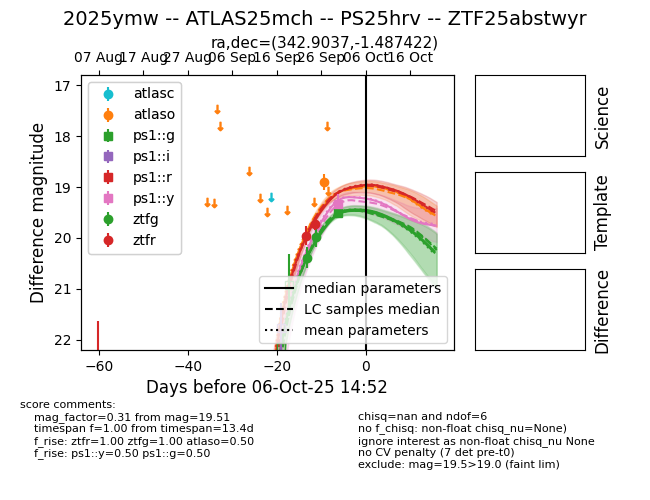 2025ymw -- ATLAS25mch -- PS25hrv -- ZTF25abstwyr
ra,dec=(342.9037,-1.487422)
07 Aug 17 Aug 27 Aug 06 Sep 16 Sep 26 Sep 06 Oct 16 Oct
Difference magnitude
17
18
19
20
21
22
atlasc
atlaso
ps1::g
ps1::i
ps1::r
ps1::y
ztfg
ztfr
median parameters
LC samples median
mean parameters
−60 −40 −20 0
Days before 06-Oct-25 14:52
Science
Template
Difference
score comments:
mag_factor=0.31 from mag=19.51
timespan f=1.00 from timespan=13.4d
f_rise: ztfr=1.00 ztfg=1.00 atlaso=0.50
f_rise: ps1::y=0.50 ps1::g=0.50
chisq=nan and ndof=6
no f_chisq: non-float chisq_nu=None)
ignore interest as non-float chisq_nu None
no CV penalty (7 det pre-t0)
exclude: mag=19.5>19.0 (faint lim)